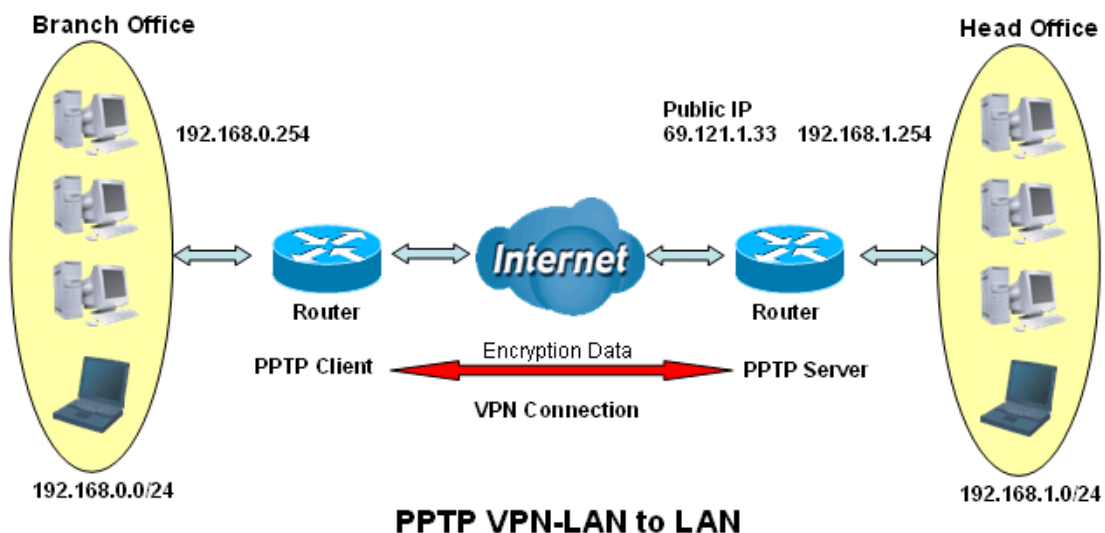 Branch Office
Head Office
192.168.0.254
Public IP
69.121.1.33 192.168.1.254
Internet
Router
Router
PPTP Client
Encryption Data
PPTP Server
VPN Connection
192.168.0.0/24
192.168.1.0/24
PPTP VPN-LAN to LAN